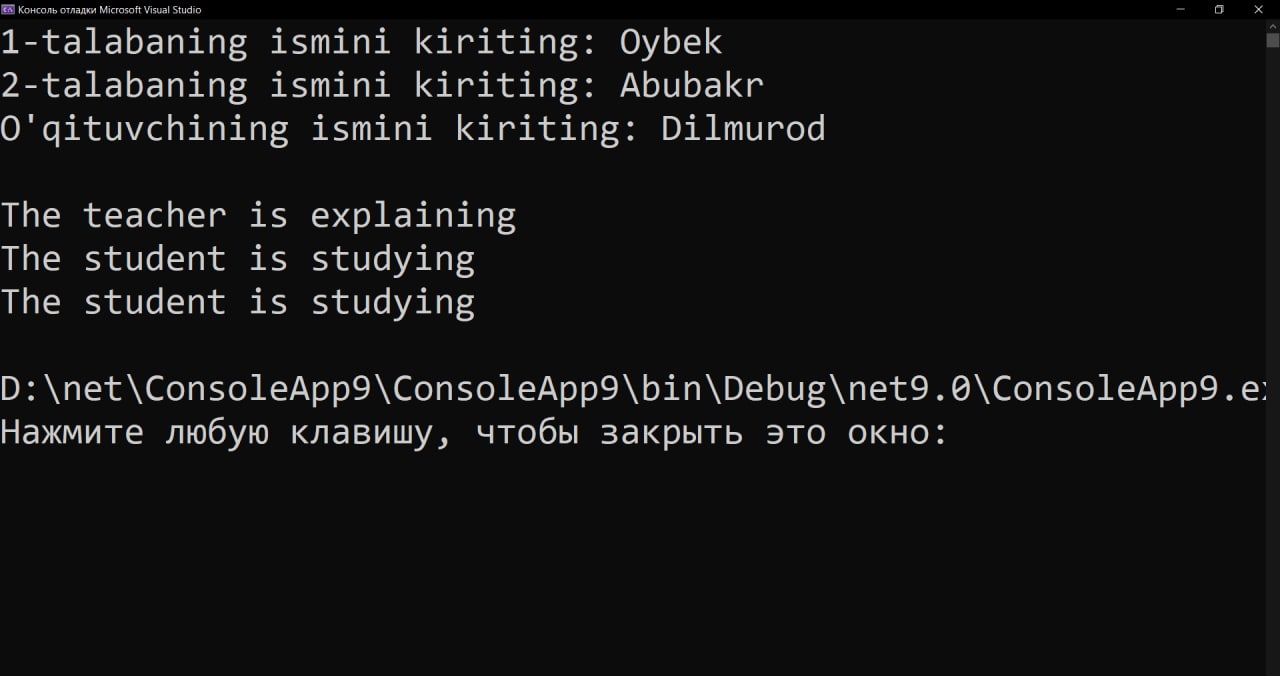 Консоль отладки Microsoft Visual Studio
1-talabaning ismini kiriting: Oybek
2-talabaning ismini kiriting: Abubakr
O'qituvchining ismini kiriting: Dilmurod
The teacher is explaining
The student is studying
The student is studying
D:\net\ConsoleApp9\ConsoleApp9\bin\Debug\net9.0\ConsoleApp9.ex
Нажмите любую клавишу, чтобы закрыть это окно: